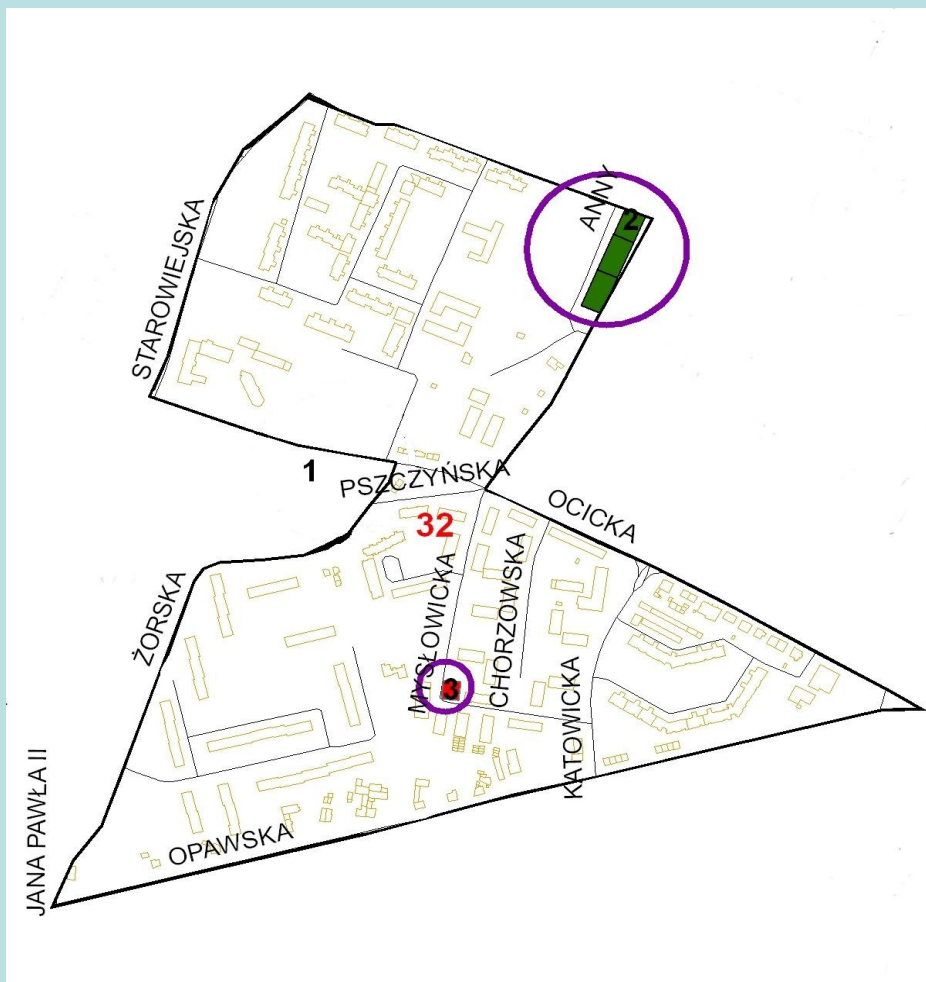 ANNY
2
STAROWIEJSKA
1
PSZCZYŃSKA
OCICKA
32
ŻORSKA
MYSŁOWICKA
CHORZOWSKA
KATOWICKA
3
JANA PAWŁA II
OPAWSKA